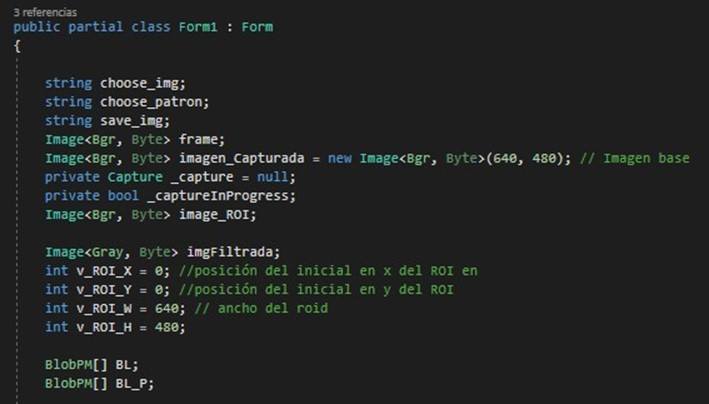 3 referencias
public partial class Form1 : Form
{
string choose_img;
string choose_patron;
string save_img;
Image<Bgr, Byte> frame;
Image<Bgr, Byte> imagen_Capturada = new Image<Bgr, Byte>(640, 480); // Imagen base
private Capture _capture = null;
private bool _captureInProgress;
Image<Bgr, Byte> image_ROI;
Image<Gray, Byte> imgFiltrada;
int v_ROI_X = 0; //posición del inicial en x del ROI en
int v_ROI_Y = 0; //posición del inicial en y del ROI
int v_ROI_W = 640; // ancho del roid
int v_ROI_H = 480;
BlobPM[] BL;
BlobPM[] BL_P;